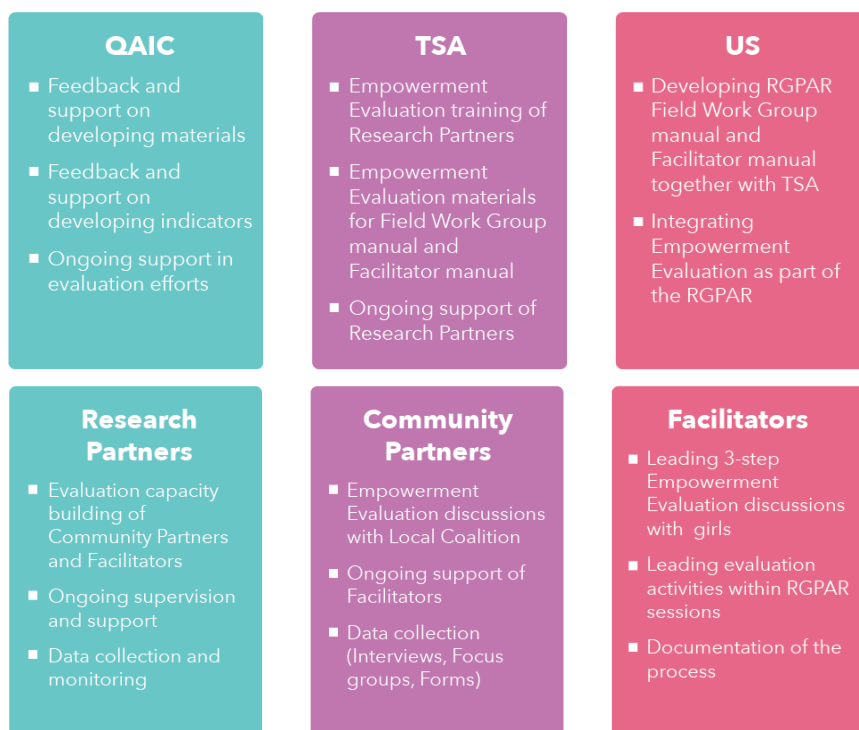 QAIC
▪ Feedback and
support on
developing materials
▪ Feedback and
support on
developing indicators
▪ Ongoing support in
evaluation efforts
TSA
▪ Empowerment
Evaluation training of
Research Partners
▪ Empowerment
Evaluation materials
for Field Work Group
manual and
Facilitator manual
▪ Ongoing support of
Research Partners
US
▪ Developing RGPAR
Field Work Group
manual and
Facilitator manual
together with TSA
▪ Integrating
Empowerment
Evaluation as part of
the RGPAR
Research
Partners
▪ Evaluation capacity
building of
Community Partners
and Facilitators
▪ Ongoing supervision
and support
▪ Data collection and
monitoring
Community
Partners
▪ Empowerment
Evaluation discussions
with Local Coalition
▪ Ongoing support of
Facilitators
▪ Data collection
(Interviews, Focus
groups, Forms)
Facilitators
▪ Leading 3-step
Empowerment
Evaluation discussions
with girls
▪ Leading evaluation
activities within RGPAR
sessions
▪ Documentation of the
process